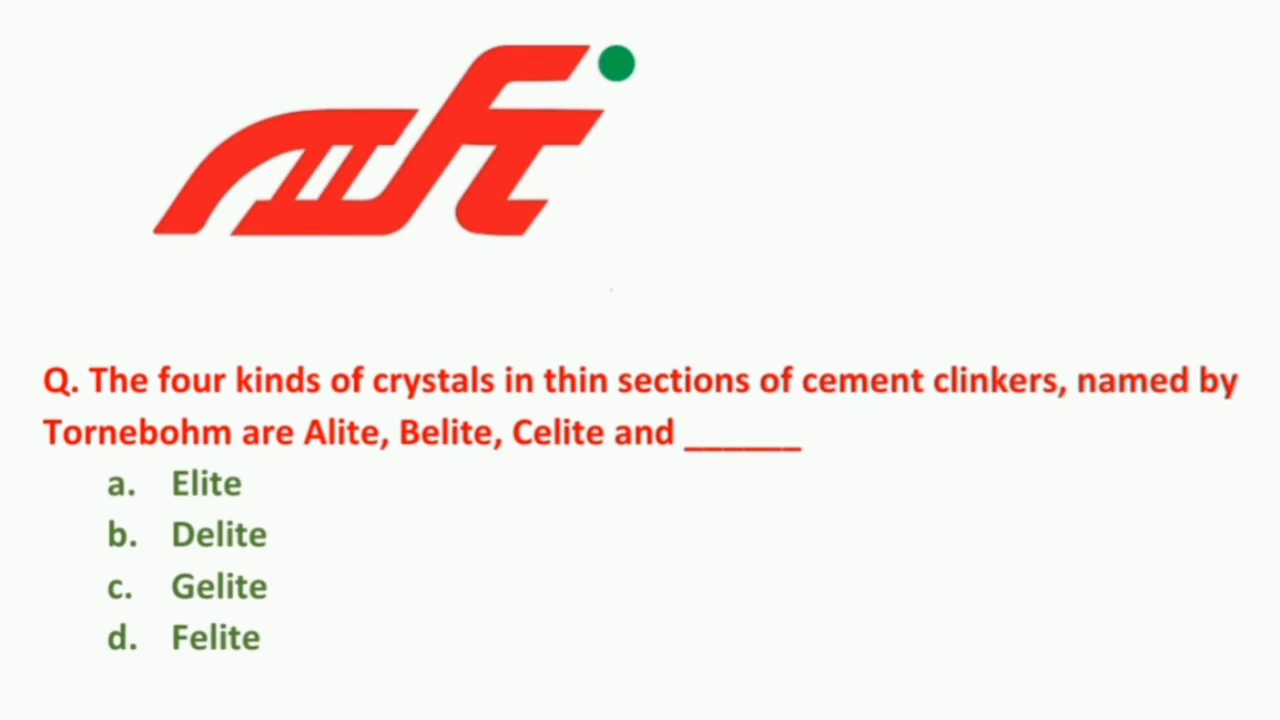 Q. The four kinds of crystals in thin sections of cement clinkers, named by
Tornebohm are Alite, Belite, Celite and ______
a. Elite
b. Delite
c. Gelite
d. Felite